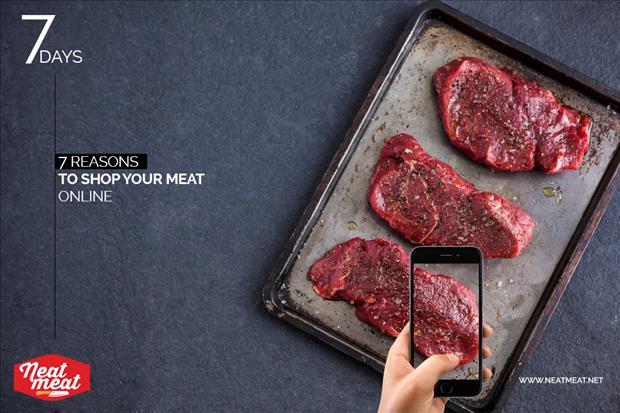 7
DAYS
7 REASONS
TO SHOP YOUR MEAT
ONLINE
Neat
meat
WWW.NEATMEAT.NET